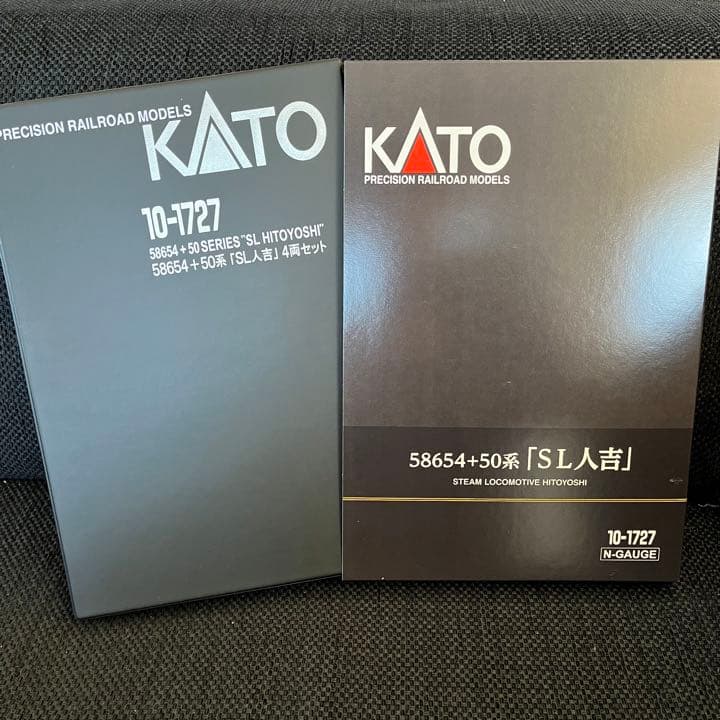 PRECISION RAILROAD MODELS
KATO
10-1727
58654+50 SERIES "SL HITOYOSHI"
58654+50系「SL人吉」4両セット
KATO
PRECISION RAILROAD MODELS
58654+50系「SL人吉」
STEAM LOCOMOTIVE HITOYOSHI
10-1727
N-GAUGE